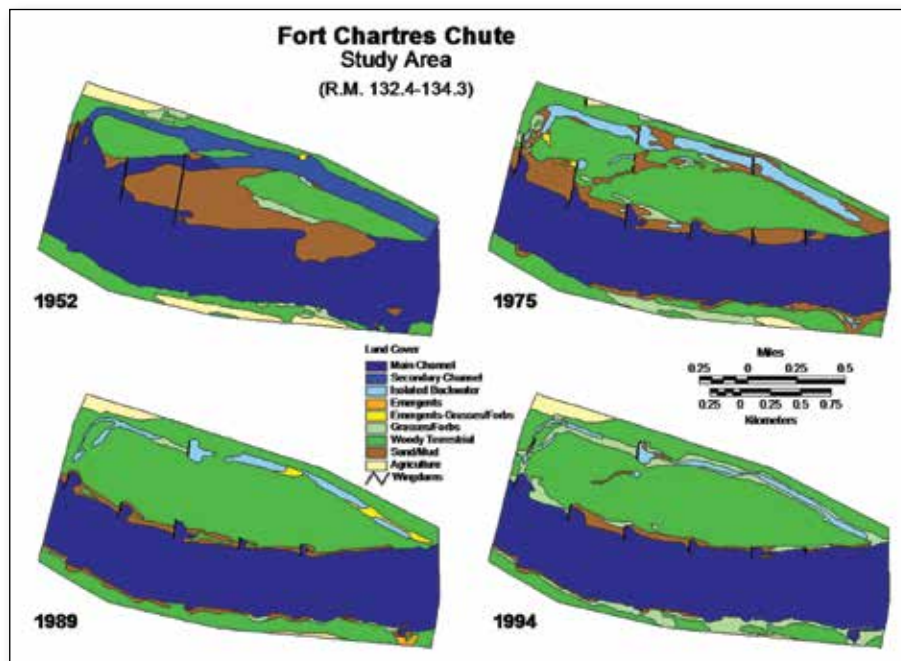 Fort Chartres Chute
Study Area
(R.M. 132.4-134.3)
1952
1975
Land Cover
Main Channel
Secondary Channel
Isolated Backwater
Emergents
Emergents-Grasses/Forbs
Grasses/Forbs
Woody Terrestrial
Sand/Mud
Agriculture
Wingdams
Miles
0.25 0 0.25 0.5
0.25 0 0.25 0.5 0.75
Kilometers
1989
1994